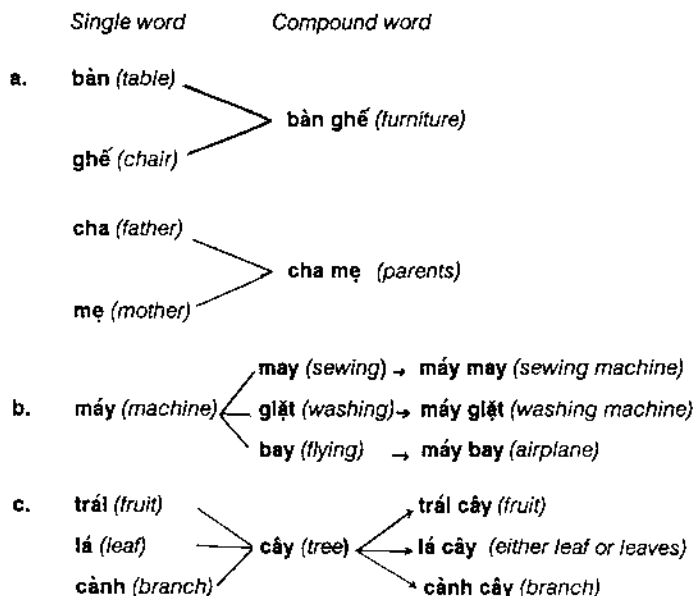 Single word Compound word
a. bàn (table)
bàn ghế (furniture)
ghế (chair)
cha (father)
cha mẹ (parents)
mẹ (mother)
may (sewing) → máy may (sewing machine)
b. máy (machine) giặt (washing) → máy giặt (washing machine)
bay (flying) → máy bay (airplane)
c. trái (fruit) trái cây (fruit)
lá (leaf) cây (tree) lá cây (either leaf or leaves)
cành (branch) cành cây (branch)